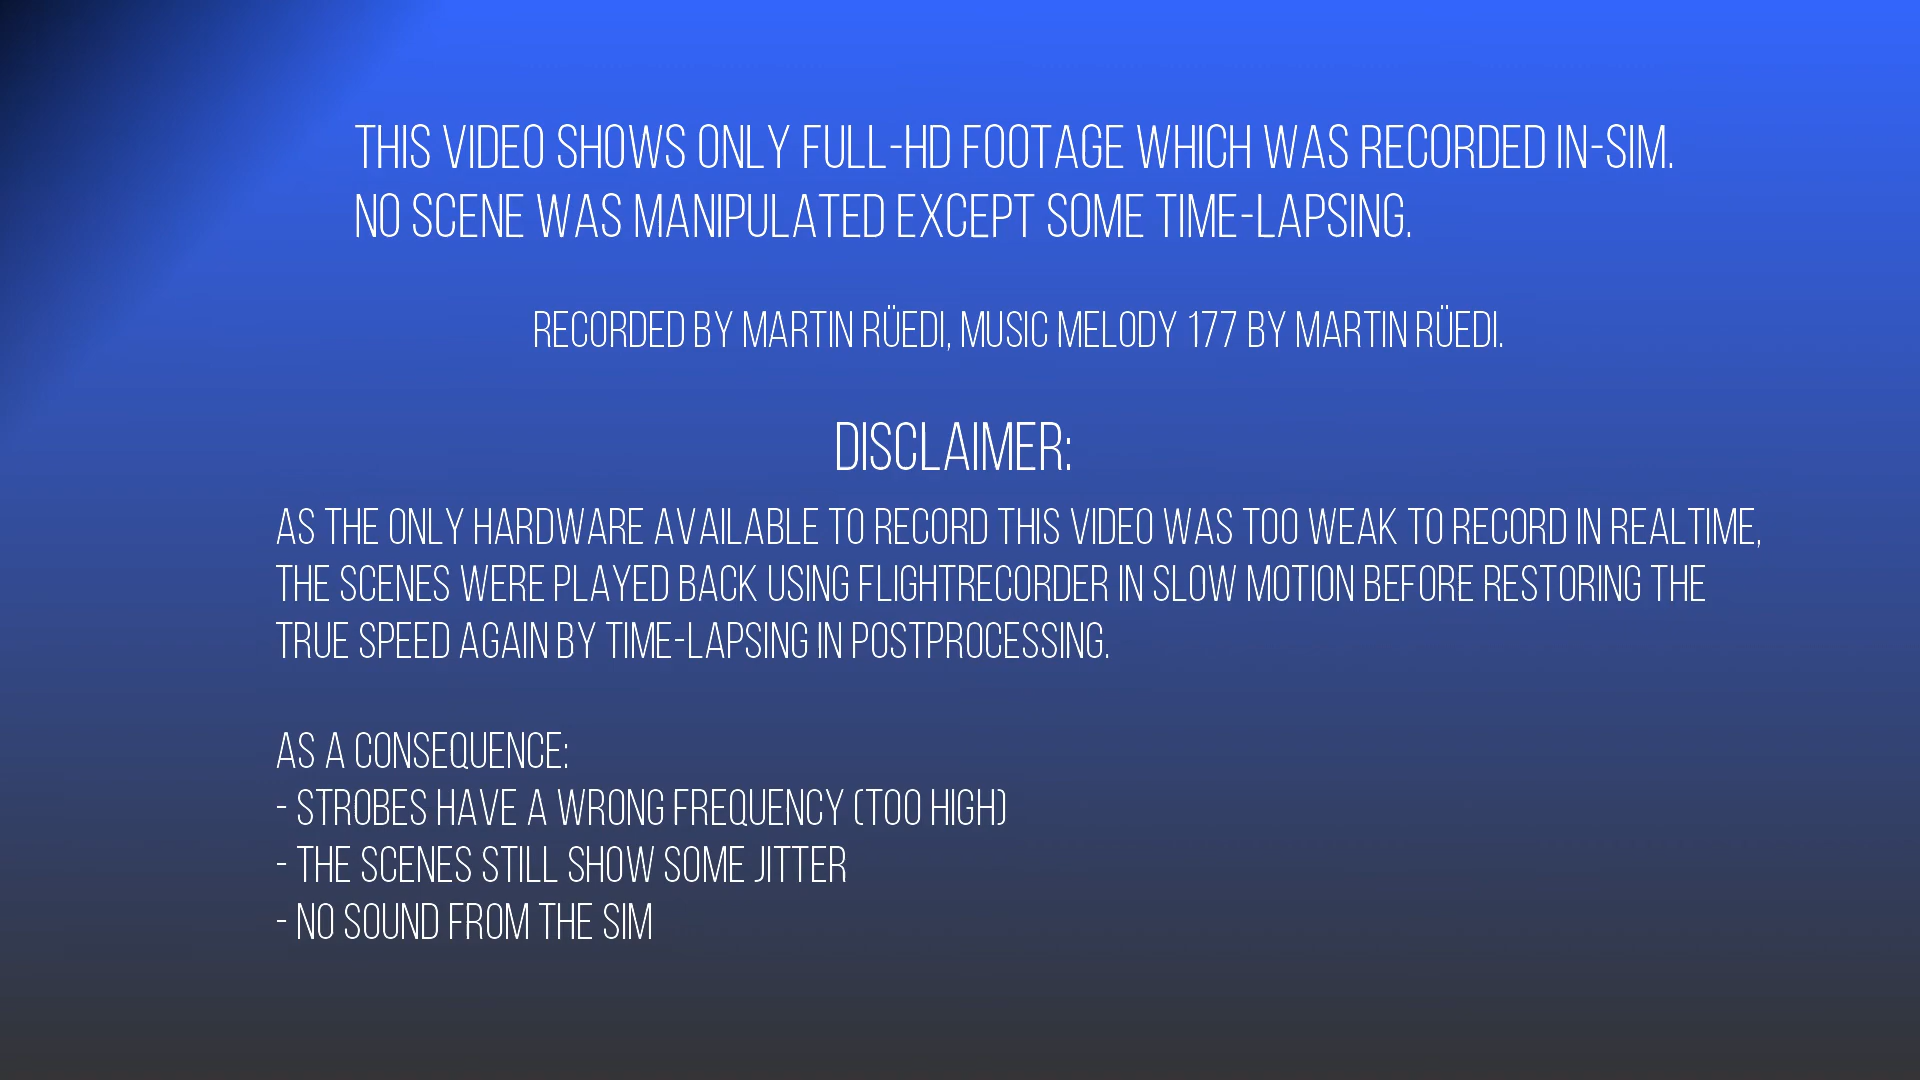 THIS VIDEO SHOWS ONLY FULL-HD FOOTAGE WHICH WAS RECORDED IN-SIM.
NO SCENE WAS MANIPULATED EXCEPT SOME TIME-LAPSING.
RECORDED BY MARTIN RÜEDI, MUSIC MELODY 177 BY MARTIN RÜEDI.
DISCLAIMER:
AS THE ONLY HARDWARE AVAILABLE TO RECORD THIS VIDEO WAS TOO WEAK TO RECORD IN REALTIME,
THE SCENES WERE PLAYED BACK USING FLIGHTRECORDER IN SLOW MOTION BEFORE RESTORING THE
TRUE SPEED AGAIN BY TIME-LAPSING IN POSTPROCESSING.
AS A CONSEQUENCE:
- STROBES HAVE A WRONG FREQUENCY (TOO HIGH)
- THE SCENES STILL SHOW SOME JITTER
- NO SOUND FROM THE SIM